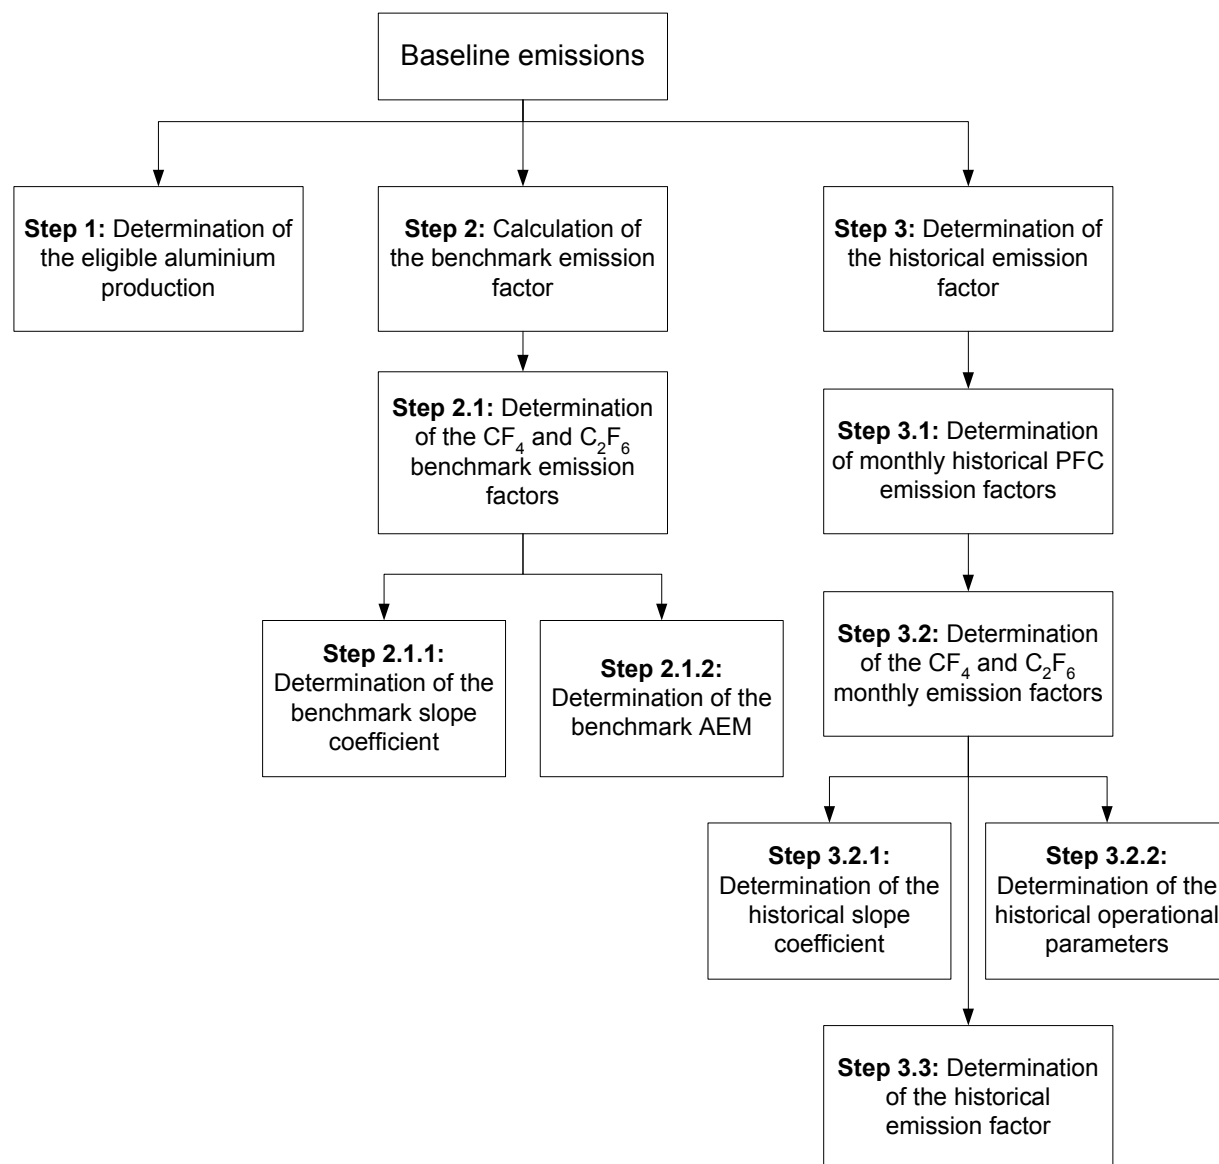 Baseline emissions
Step 1: Determination of
the eligible aluminium
production
Step 2: Calculation of
the benchmark emission
factor
Step 3: Determination of
the historical emission
factor
Step 2.1: Determination
of the CF4 and C2F6
benchmark emission
factors
Step 3.1: Determination
of monthly historical PFC
emission factors
Step 2.1.1:
Determination of the
benchmark slope
coefficient
Step 2.1.2:
Determination of the
benchmark AEM
Step 3.2: Determination
of the CF4 and C2F6
monthly emission factors
Step 3.2.1:
Determination of the
historical slope
coefficient
Step 3.2.2:
Determination of the
historical operational
parameters
Step 3.3: Determination
of the historical
emission factor